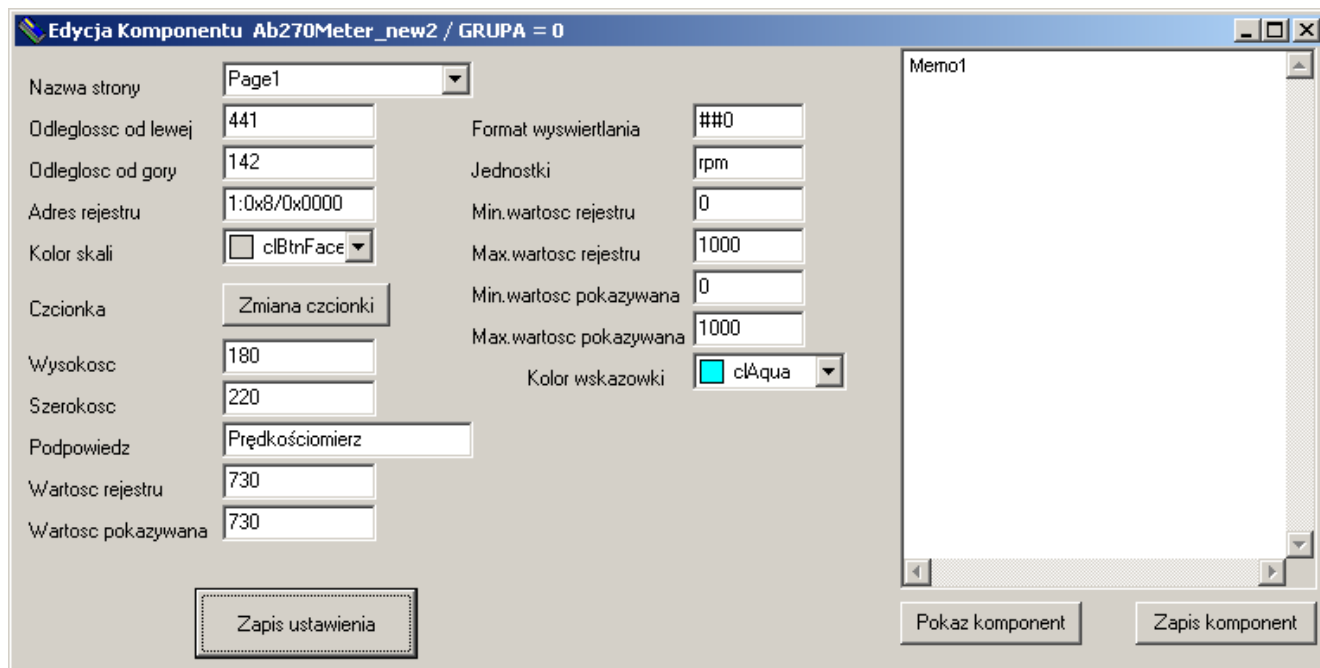 Edycja Komponentu Ab270Meter_new2 / GRUPA = 0
Nazwa strony
Page1
Odleglossc od lewej
441
Odleglosc od gory
142
Adres rejestru
1:0x8/0x0000
Kolor skali
clBtnFace
Czcionka
Zmiana czcionki
Wysokosc
180
Szerokosc
220
Podpowiedz
Prędkościomierz
Wartosc rejestru
730
Wartosc pokazywana
730
Zapis ustawienia
Format wyswiertlania
##0
Jednostki
rpm
Min.wartosc rejestru
0
Max.wartosc rejestru
1000
Min.wartosc pokazywana
0
Max.wartosc pokazywana
1000
Kolor wskazowki
clAqua
Memo1
Pokaz komponent
Zapis komponent